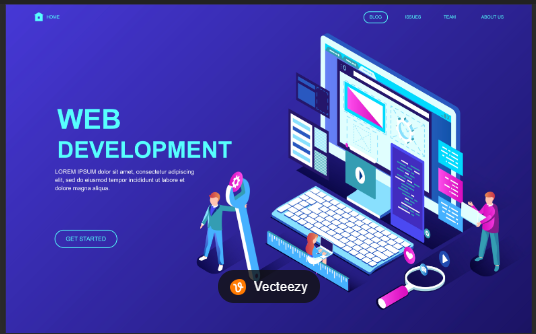 HOME
BLOG
ISSUES
TEAM
ABOUT US
WEB
DEVELOPMENT
LOREM IPSUM dolor sit amet, consectetur adipiscing
elit, sed do eiusmod tempor incididunt ut labore et
dolore magna aliqua.
GET STARTED
Vecteezy